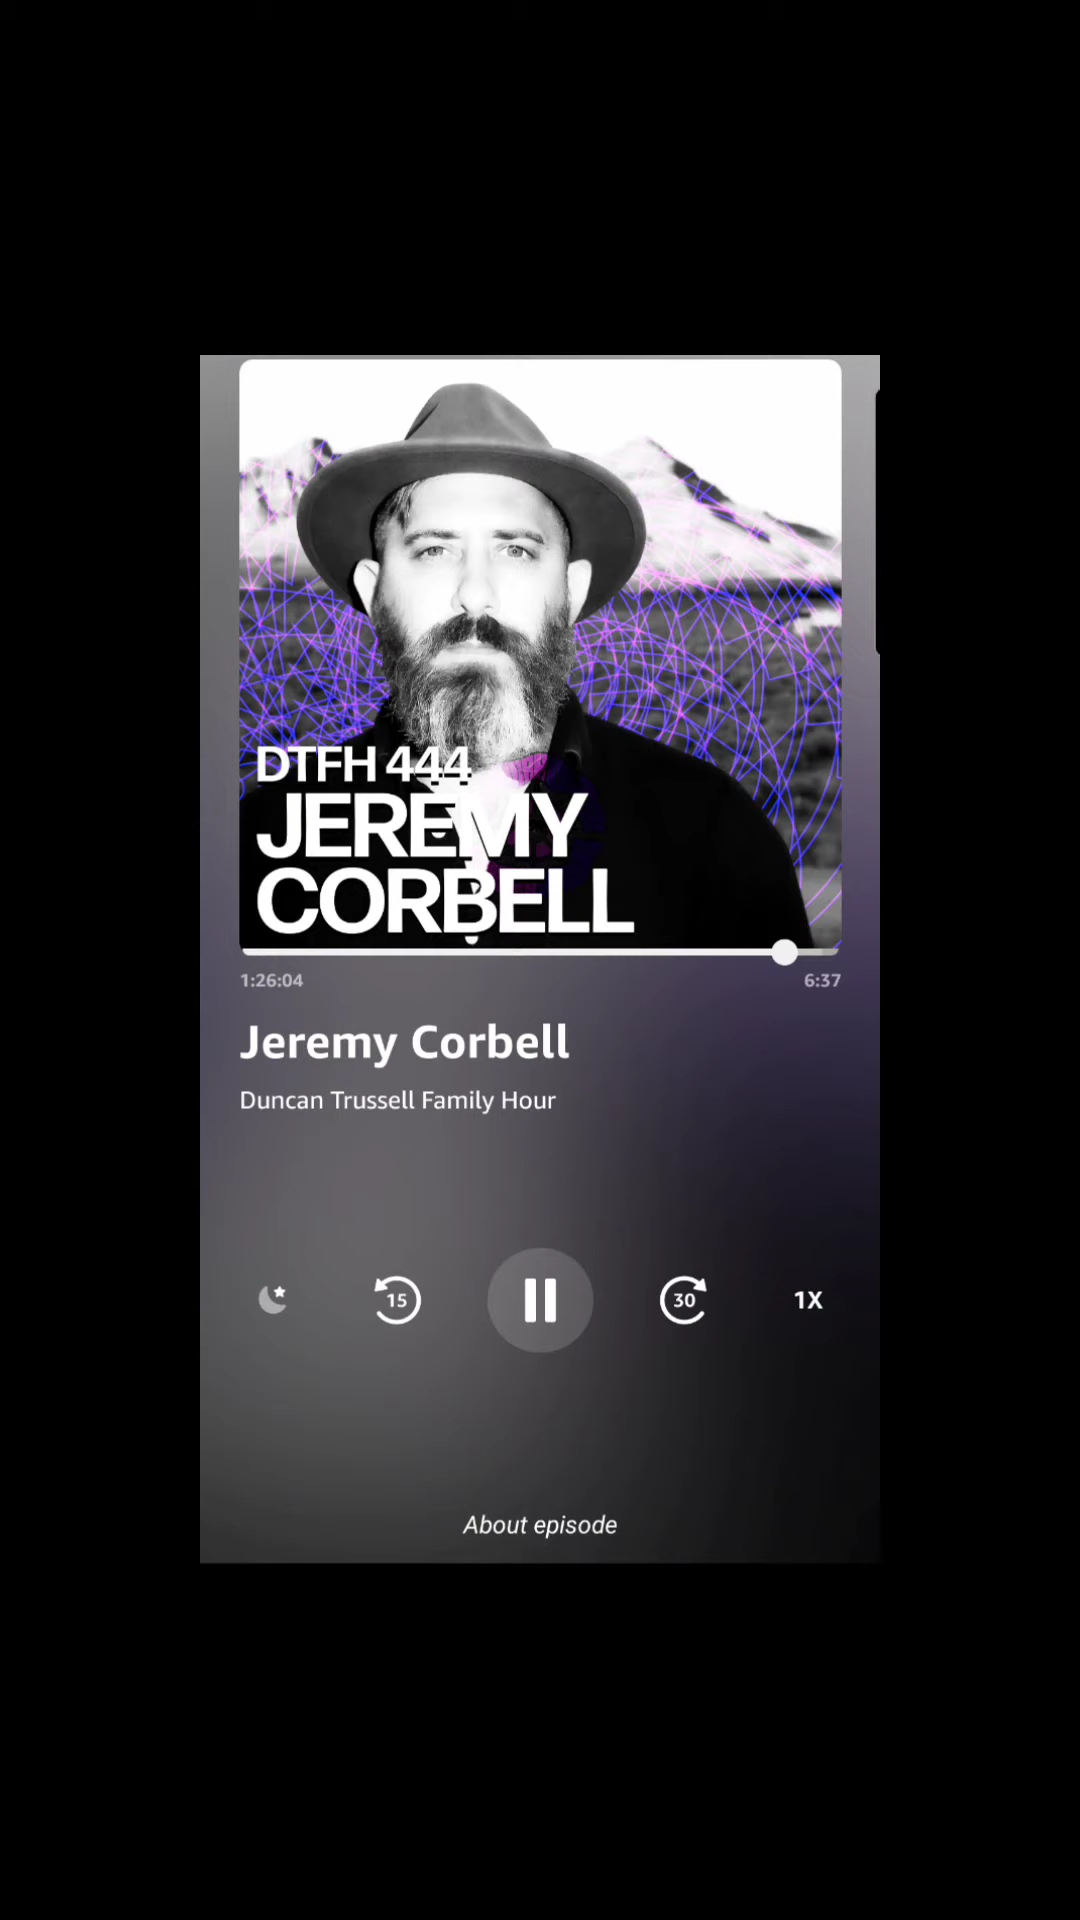 DTFH 444
JEREMY
CORBELL
1:26:04
6:37
Jeremy Corbell
Duncan Trussell Family Hour
15
30
1X
About episode